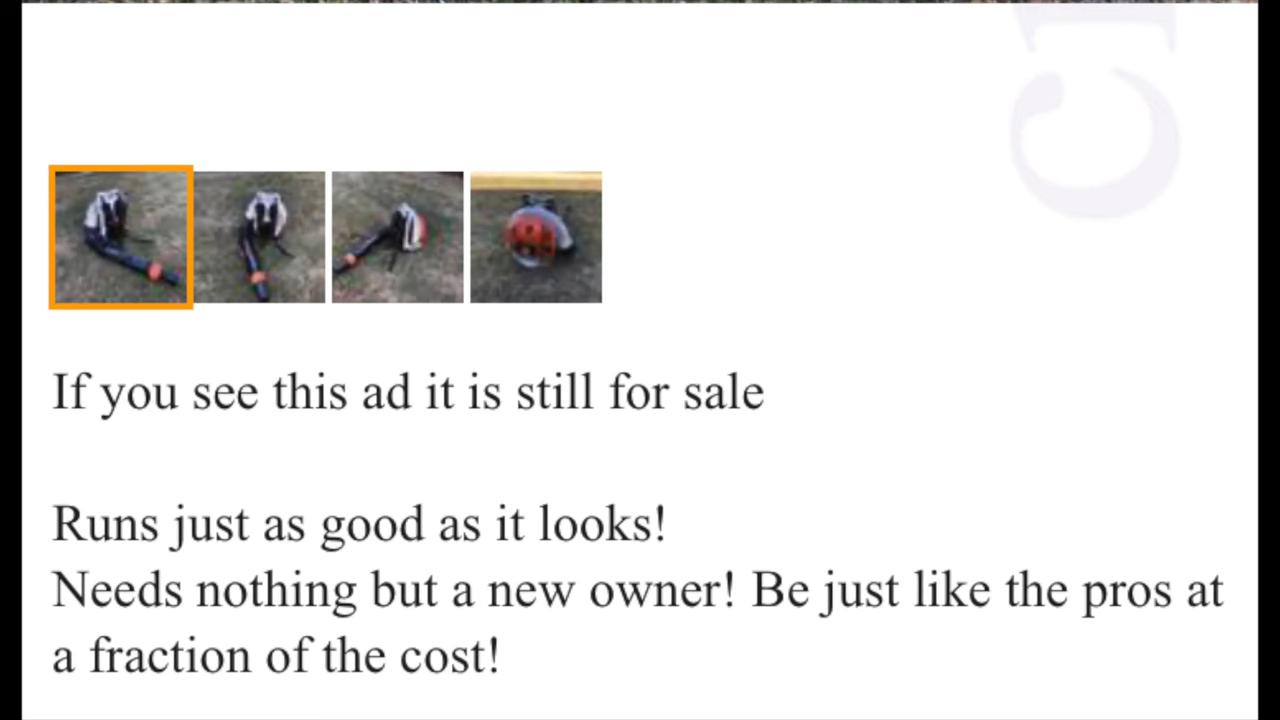 If you see this ad it is still for sale
Runs just as good as it looks!
Needs nothing but a new owner! Be just like the pros at
a fraction of the cost!